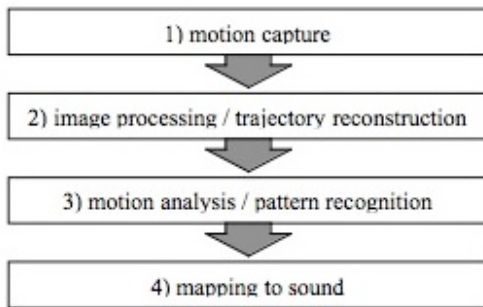 1) motion capture
2) image processing / trajectory reconstruction
3) motion analysis / pattern recognition
4) mapping to sound